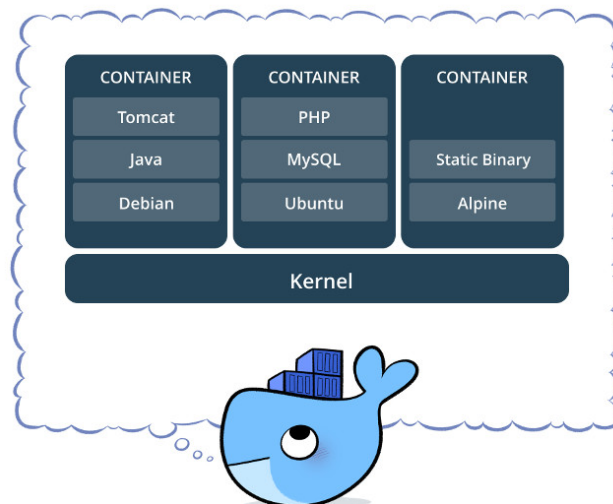 CONTAINER
Tomcat
Java
Debian
CONTAINER
PHP
MySQL
Ubuntu
CONTAINER
Static Binary
Alpine
Kernel